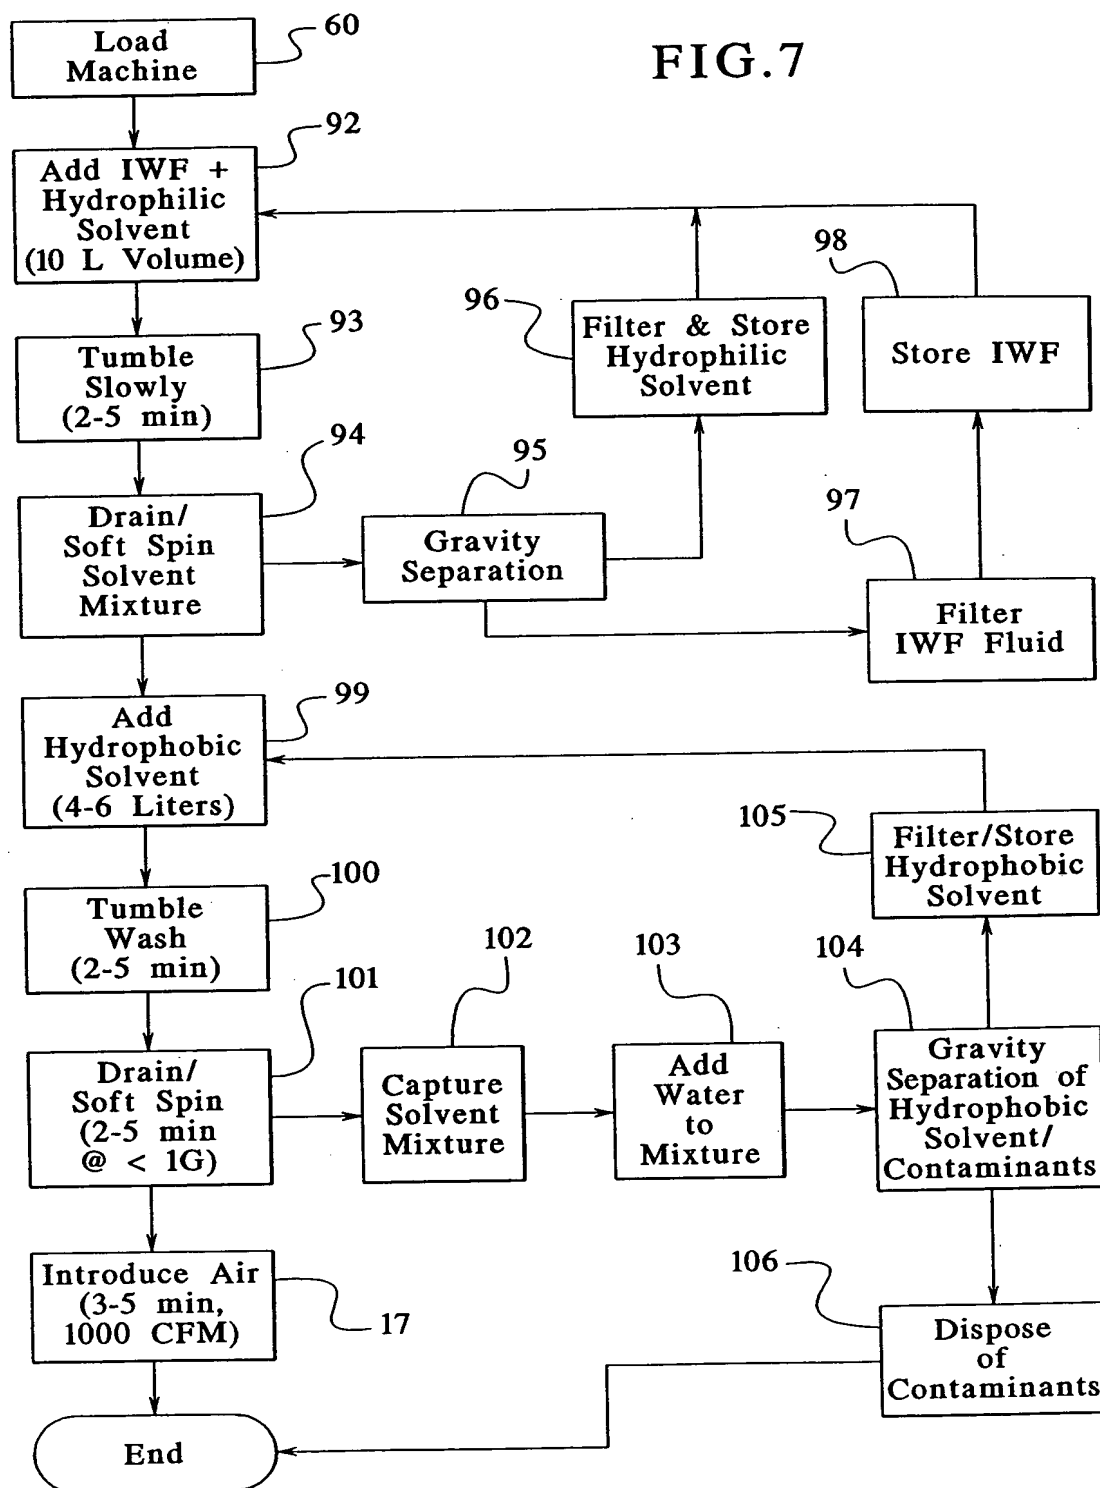 FIG.7
Load
Machine
60
Add IWF +
Hydrophilic
Solvent
(10 L Volume)
92
Tumble
Slowly
(2-5 min)
93
Drain/
Soft Spin
Solvent
Mixture
94
Gravity
Separation
95
Filter & Store
Hydrophilic
Solvent
96
Filter
IWF Fluid
97
Store IWF
98
Add
Hydrophobic
Solvent
(4-6 Liters)
99
Tumble
Wash
(2-5 min)
100
Drain/
Soft Spin
(2-5 min
@ < 1G)
101
Capture
Solvent
Mixture
102
Add
Water
to
Mixture
103
Gravity
Separation of
Hydrophobic
Solvent/
Contaminants
104
Filter/Store
Hydrophobic
Solvent
105
Dispose
of
Contaminants
106
Introduce Air
(3-5 min,
1000 CFM)
17
End